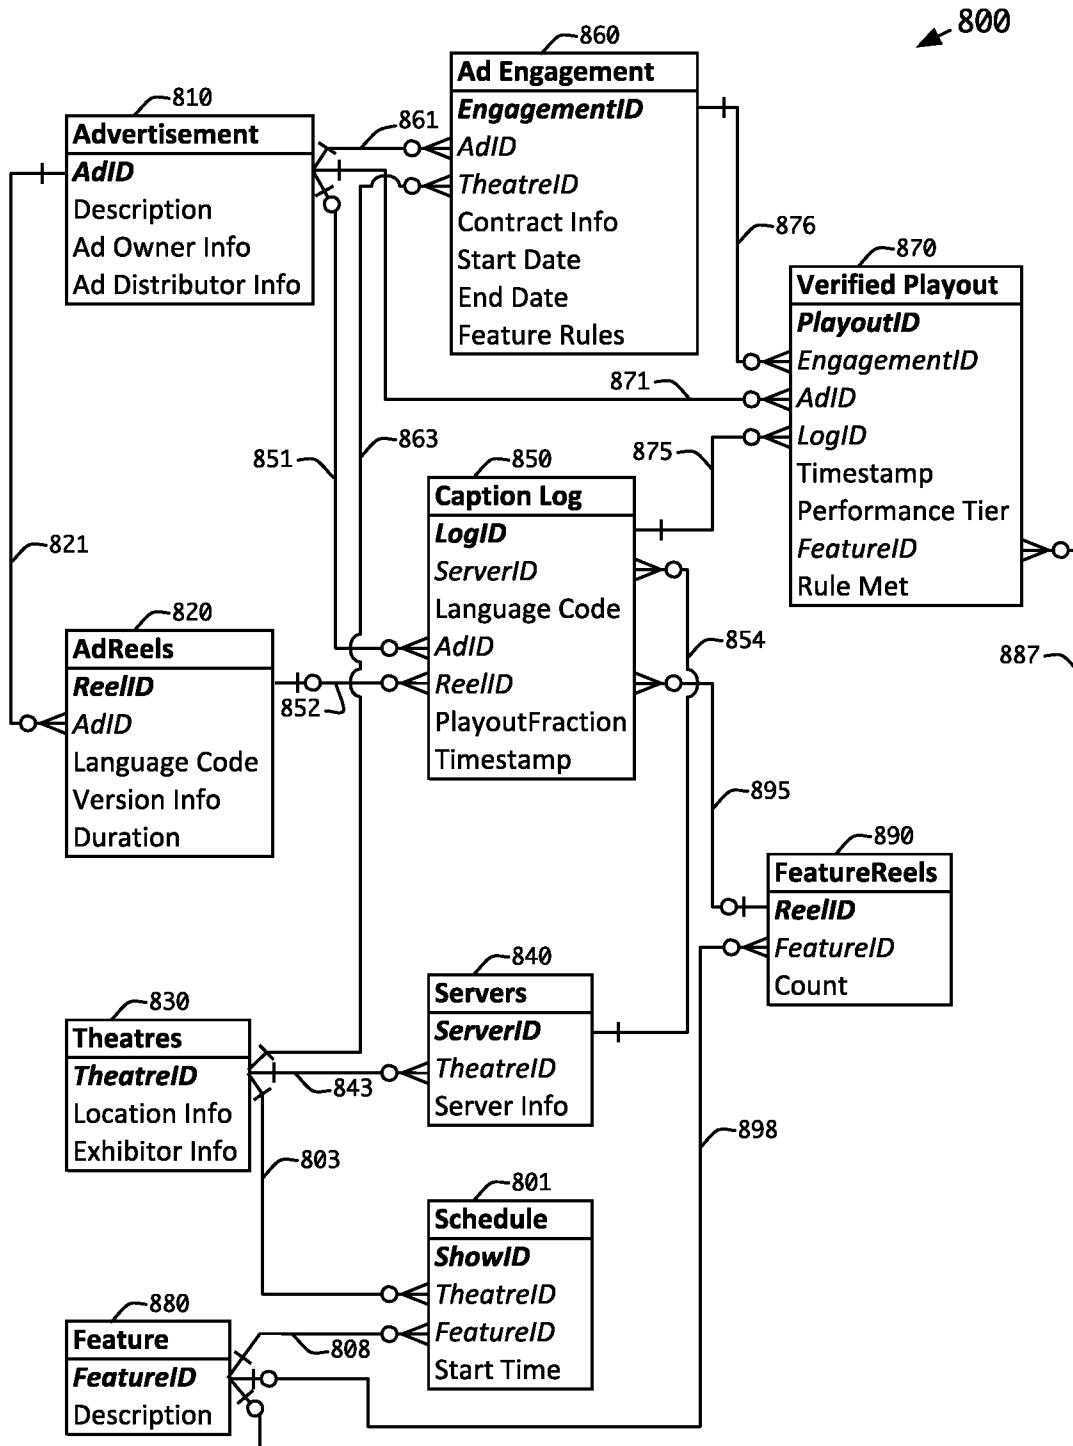 800
860
Ad Engagement
EngagementID
AdID
TheatreID
Contract Info
Start Date
End Date
Feature Rules
810
Advertisement
AdID
Description
Ad Owner Info
Ad Distributor Info
861
876
870
Verified Playout
PlayoutID
EngagementID
AdID
LogID
Timestamp
Performance Tier
FeatureID
Rule Met
871
863
851
875
850
Caption Log
LogID
ServerID
Language Code
AdID
ReelID
PlayoutFraction
Timestamp
821
820
AdReels
ReelID
AdID
Language Code
Version Info
Duration
852
854
887
895
890
FeatureReels
ReelID
FeatureID
Count
840
Servers
ServerID
TheatreID
Server Info
830
Theatres
TheatreID
Location Info
Exhibitor Info
843
898
803
801
Schedule
ShowID
TheatreID
FeatureID
Start Time
880
Feature
FeatureID
Description
808